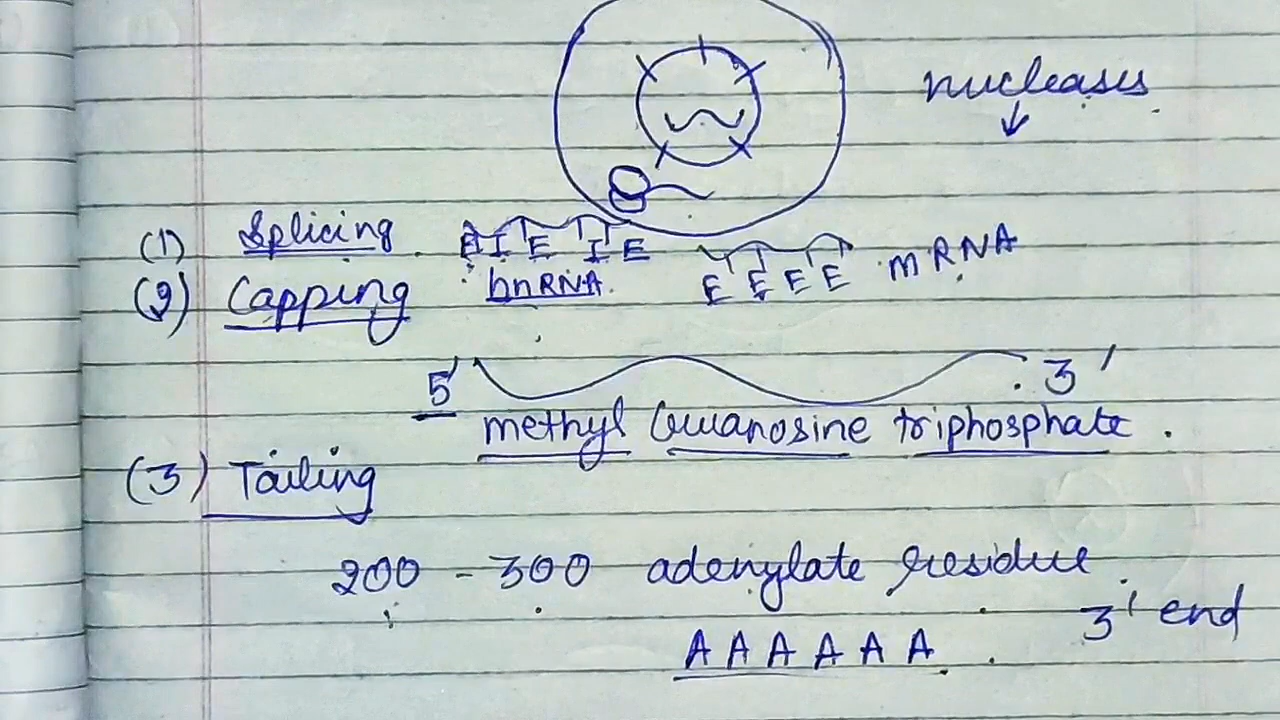 nucleases
(1) Splicing. E I E I E E E E E mRNA
(2) Capping hnRNA.
5' 3'
methyl Guanosine triphosphate.
(3) Tailing
200 - 300 adenylate residue.
3' end
A A A A A A.